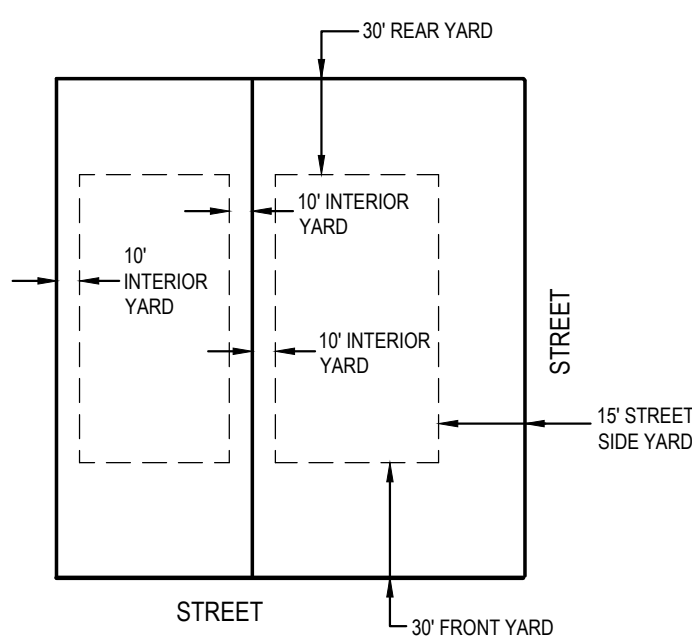 30' REAR YARD
10' INTERIOR
YARD
10'
INTERIOR
YARD
10' INTERIOR
YARD
STREET
15' STREET
SIDE YARD
STREET
30' FRONT YARD